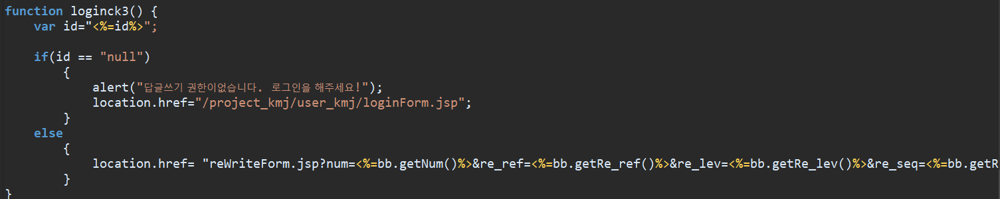 function loginck3() {
    var id="<%=id%>";
    if(id == "null")
        {
            alert("답글쓰기 권한이없습니다. 로그인을 해주세요!");
            location.href="/project_kmj/user_kmj/loginForm.jsp";
        }
    else
        {
            location.href= "reWriteForm.jsp?num=<%=bb.getNum()%>&re_ref=<%=bb.getRe_ref()%>&re_lev=<%=bb.getRe_lev()%>&re_seq=<%=bb.getR
        }
}